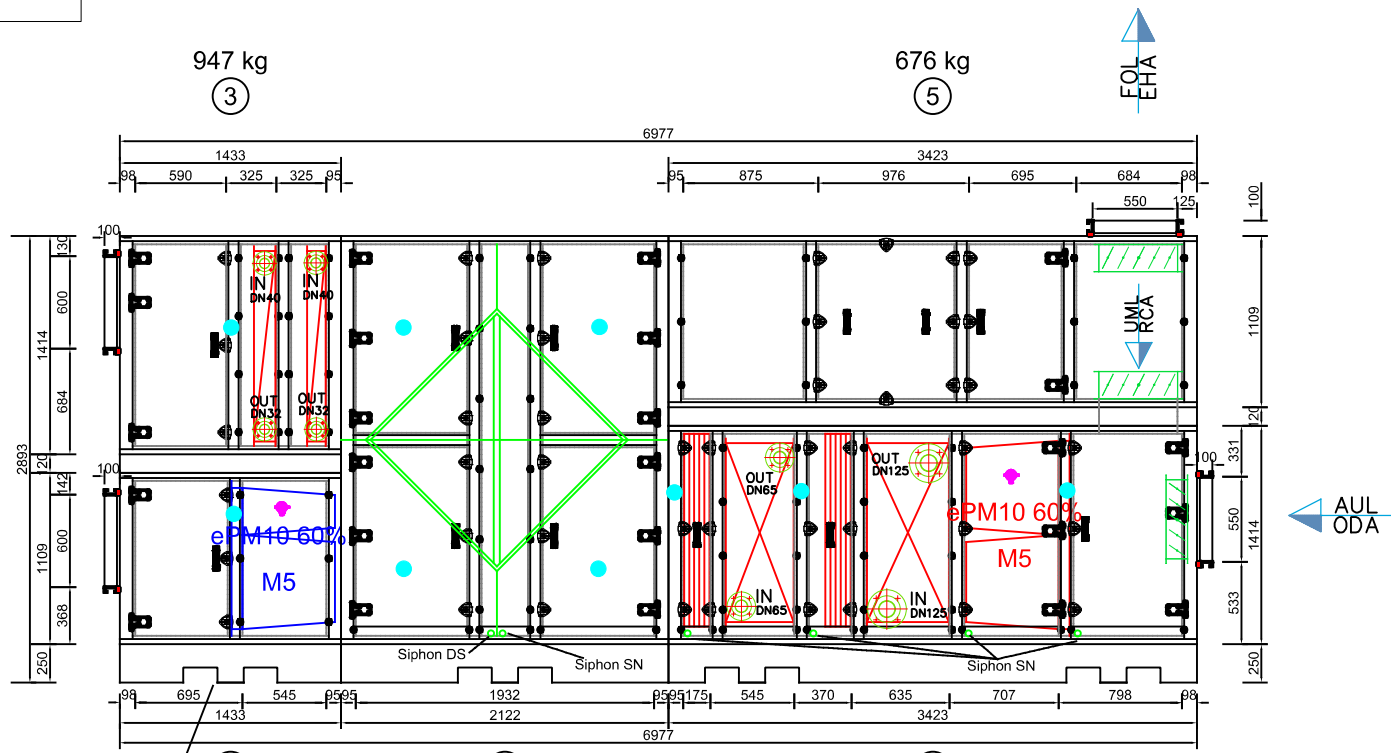 947 kg
3
676 kg
5
FOL
EHA
6977
1433
3423
98 590 325 325 95
95 875 976 695 684 98
550 125
100
100
130
600
1414
684
2893
120
100
142
600
1109
368
250
IN
DN40
IN
DN40
OUT
DN32
OUT
DN32
ePM10 60%
M5
UML
RCA
1109
120
331
100
550
1414
533
250
AUL
ODA
OUT
DN65
IN
DN65
OUT
DN125
IN
DN125
ePM10 60%
M5
Siphon DS
Siphon SN
Siphon SN
98 695 545 95 95 1932 95 95 175 545 370 635 707 798 98
1433 2122 3423
6977